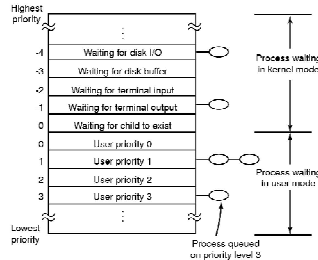 Highest
priority
-4 Waiting for disk I/O
-3 Waiting for disk buffer
-2 Waiting for terminal input
1 Waiting for terminal output
0 Waiting for child to exist
0 User priority 0
1 User priority 1
2 User priority 2
3 User priority 3
Lowest
priority
Process waiting
in kernel mode
Process waiting
in user mode
Process queued
on priority level 3